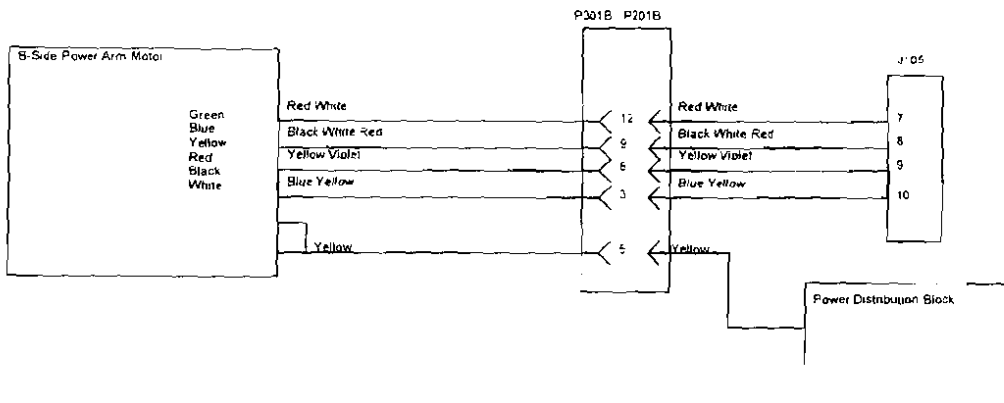 P301B P201B
B-Side Power Arm Motor
J105
Green
Blue
Yellow
Red
Black
White
Red White
12
Red White
7
Black White Red
9
Black White Red
8
Yellow Violet
6
Yellow Violet
9
Blue Yellow
3
Blue Yellow
10
Yellow
5
Yellow
Power Distribution Block